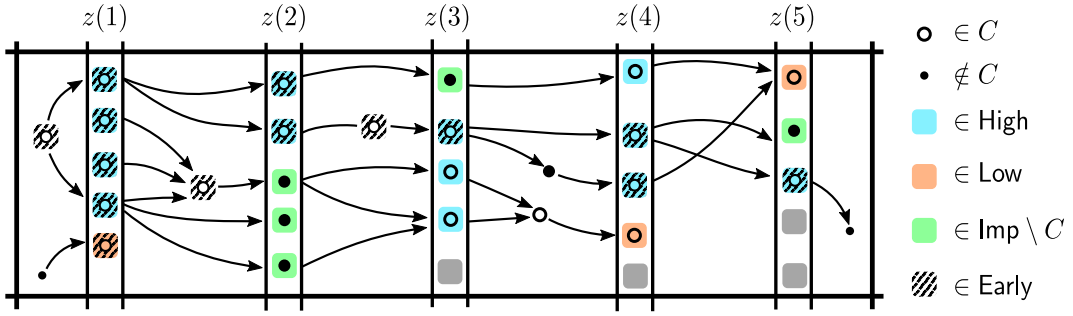 z(1) z(2) z(3) z(4) z(5)
∈ C
∉ C
∈ High
∈ Low
∈ Imp \ C
∈ Early